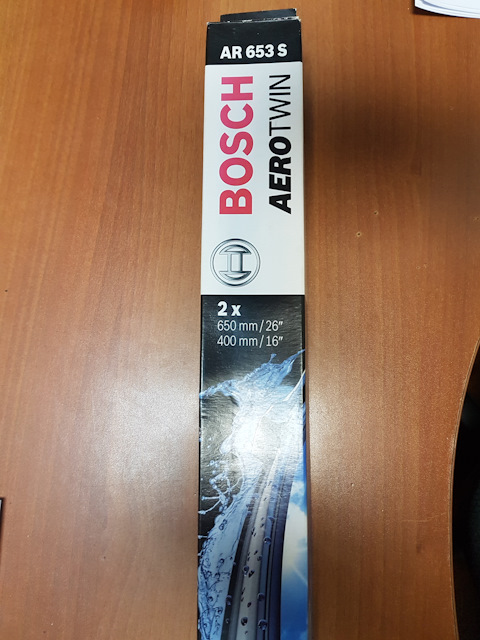 AR 653 S
BOSCH
AEROTWIN
2 x
650 mm/26″
400 mm/16″